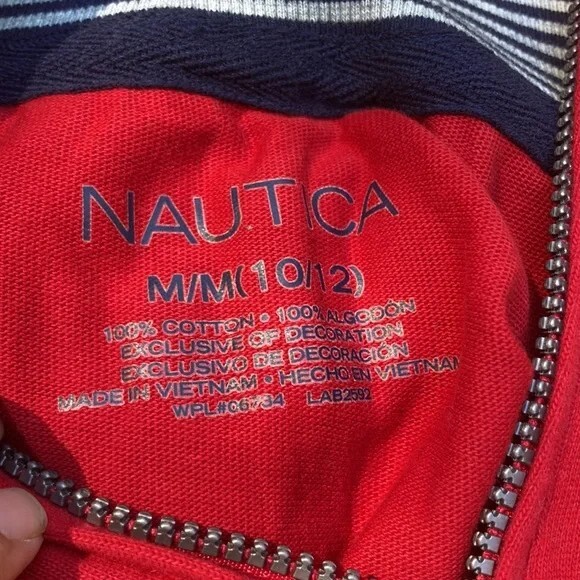 NAUTICA
M/M(10/12)
100% COTTON • 100% ALGODÓN
EXCLUSIVE OF DECORATION
EXCLUSIVO DE DECORACIÓN
MADE IN VIETNAM • HECHO EN VIETNAM
WPL#06734 LAB2592